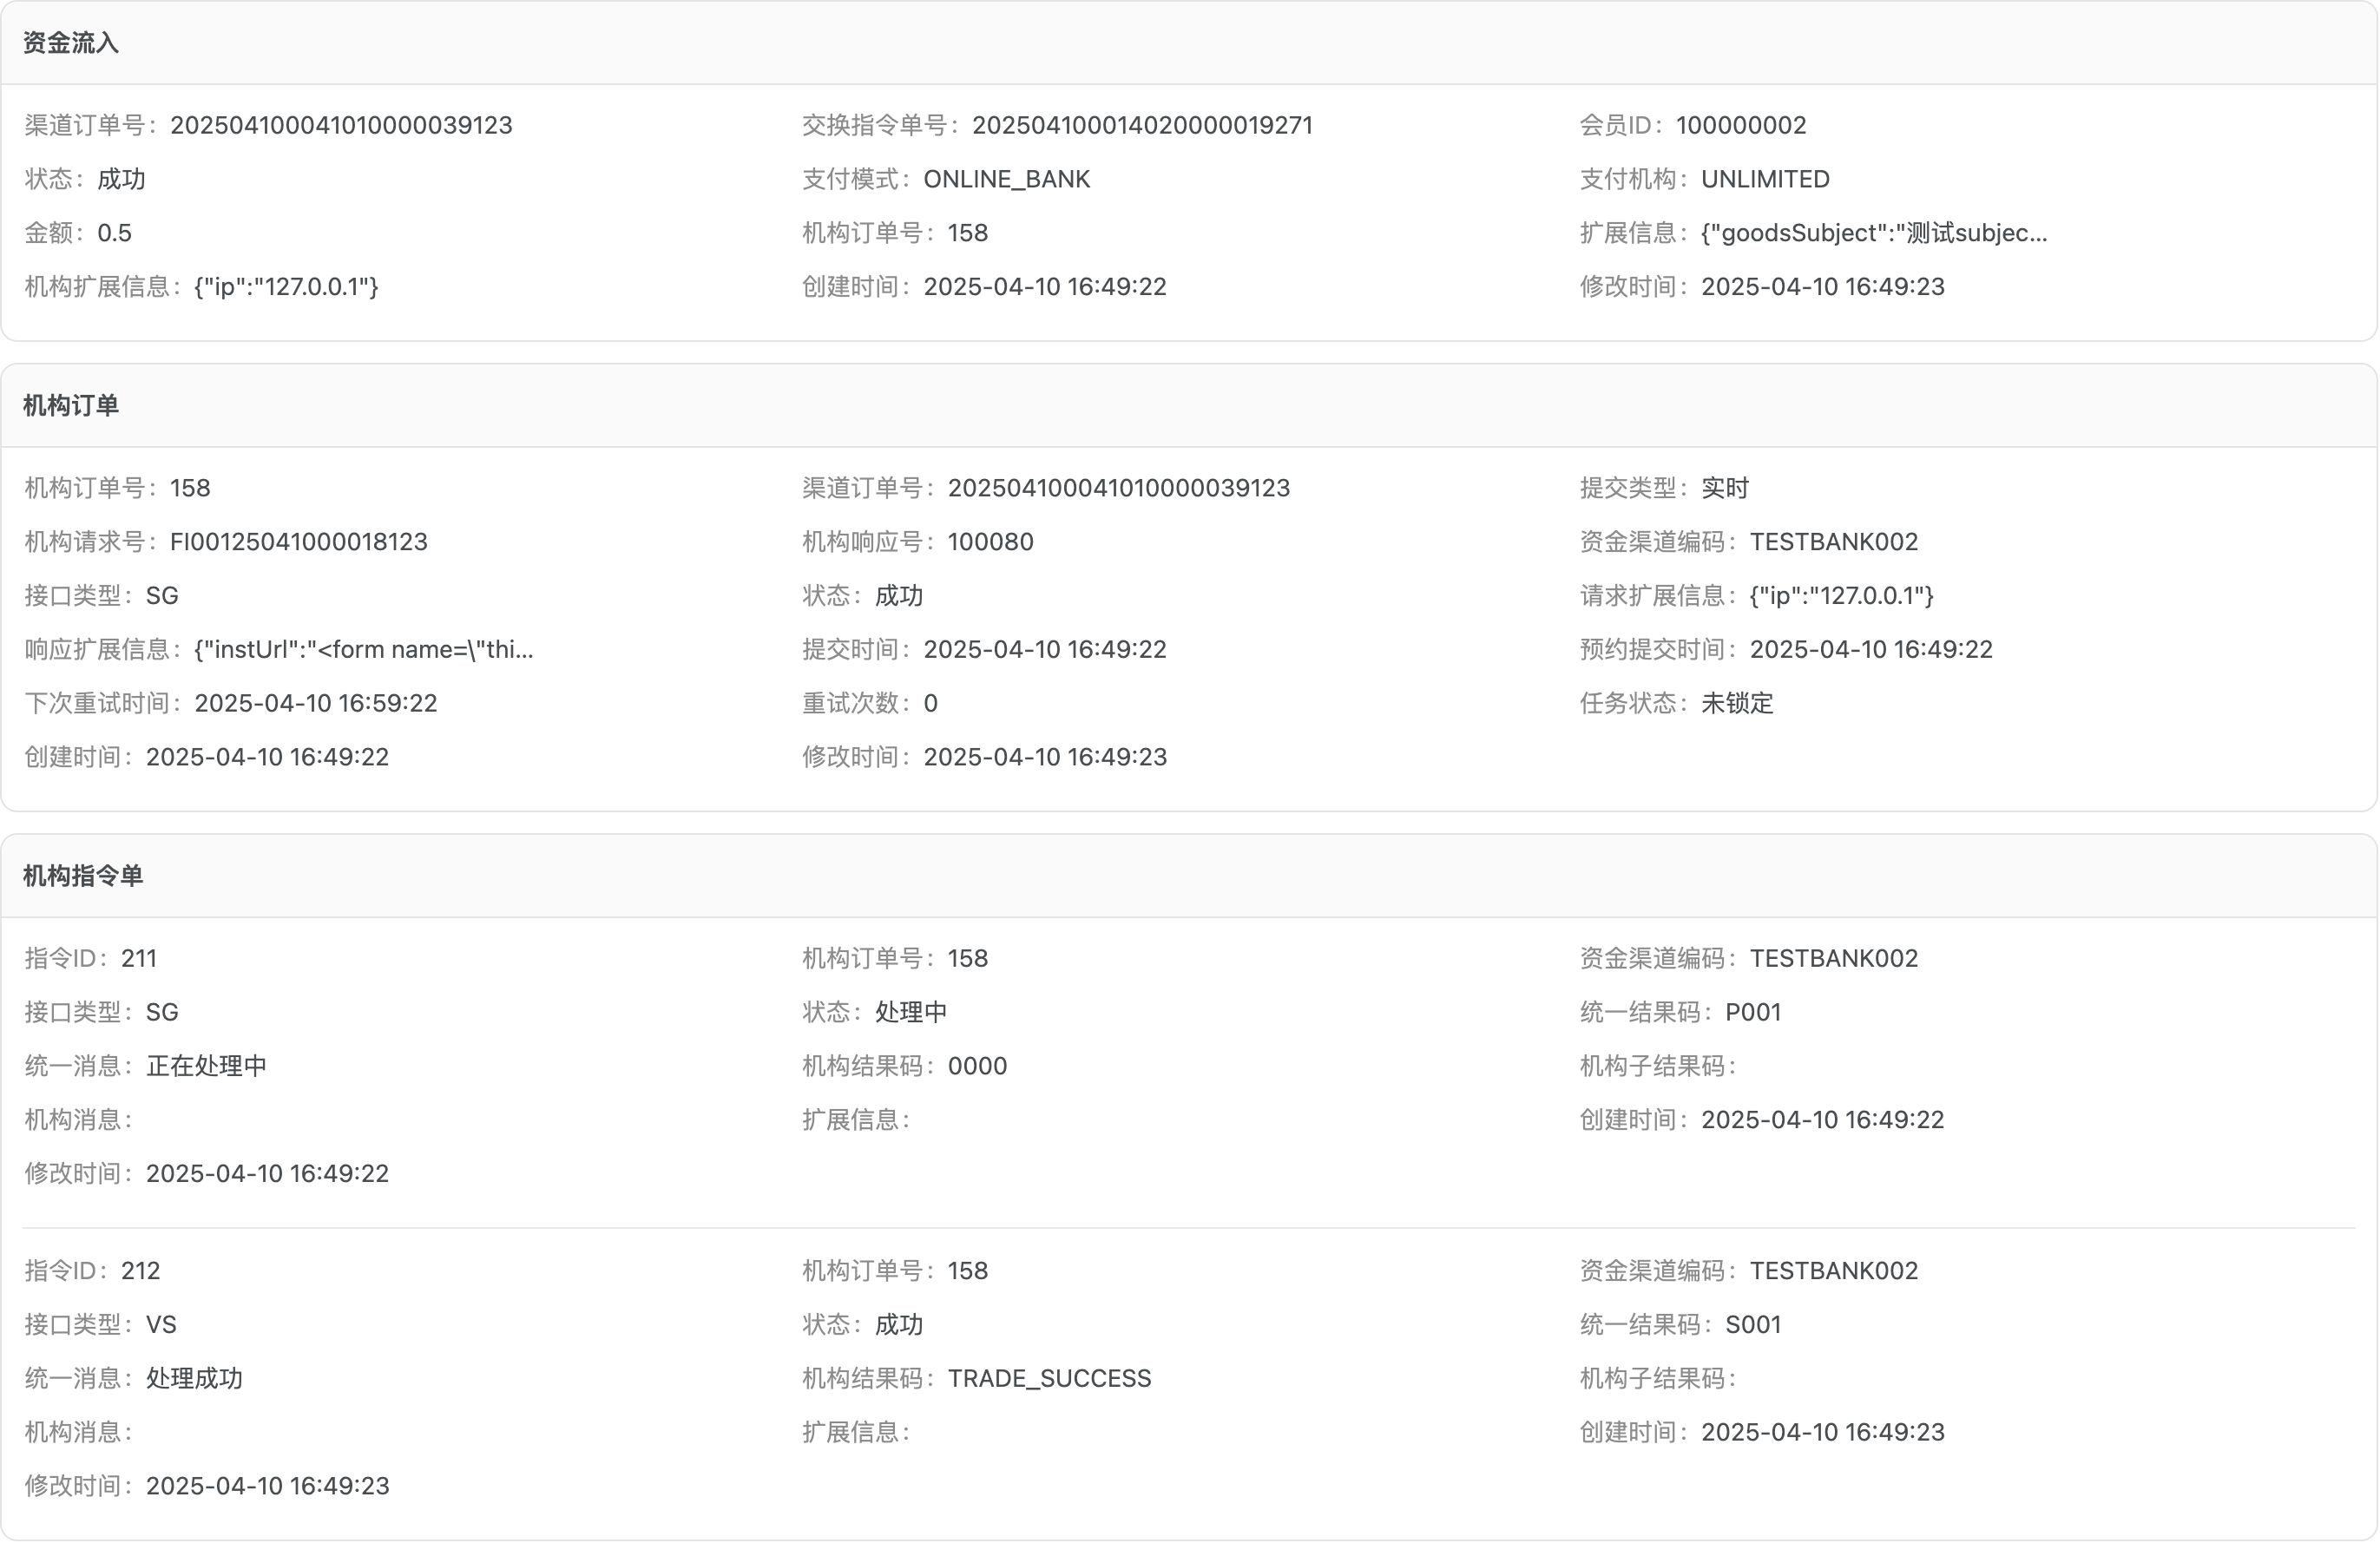 资金流入
渠道订单号： 202504100041010000039123 交换指令单号： 202504100014020000019271 会员ID： 100000002
状态： 成功 支付模式： ONLINE_BANK 支付机构： UNLIMITED
金额： 0.5 机构订单号： 158 扩展信息： {"goodsSubject":"测试subjec...
机构扩展信息： {"ip":"127.0.0.1"} 创建时间： 2025-04-10 16:49:22 修改时间： 2025-04-10 16:49:23
机构订单
机构订单号： 158 渠道订单号： 202504100041010000039123 提交类型： 实时
机构请求号： FI00125041000018123 机构响应号： 100080 资金渠道编码： TESTBANK002
接口类型： SG 状态： 成功 请求扩展信息： {"ip":"127.0.0.1"}
响应扩展信息： {"instUrl":"<form name=\"thi... 提交时间： 2025-04-10 16:49:22 预约提交时间： 2025-04-10 16:49:22
下次重试时间： 2025-04-10 16:59:22 重试次数： 0 任务状态： 未锁定
创建时间： 2025-04-10 16:49:22 修改时间： 2025-04-10 16:49:23
机构指令单
指令ID： 211 机构订单号： 158 资金渠道编码： TESTBANK002
接口类型： SG 状态： 处理中 统一结果码： P001
统一消息： 正在处理中 机构结果码： 0000 机构子结果码：
机构消息： 扩展信息： 创建时间： 2025-04-10 16:49:22
修改时间： 2025-04-10 16:49:22
指令ID： 212 机构订单号： 158 资金渠道编码： TESTBANK002
接口类型： VS 状态： 成功 统一结果码： S001
统一消息： 处理成功 机构结果码： TRADE_SUCCESS 机构子结果码：
机构消息： 扩展信息： 创建时间： 2025-04-10 16:49:23
修改时间： 2025-04-10 16:49:23